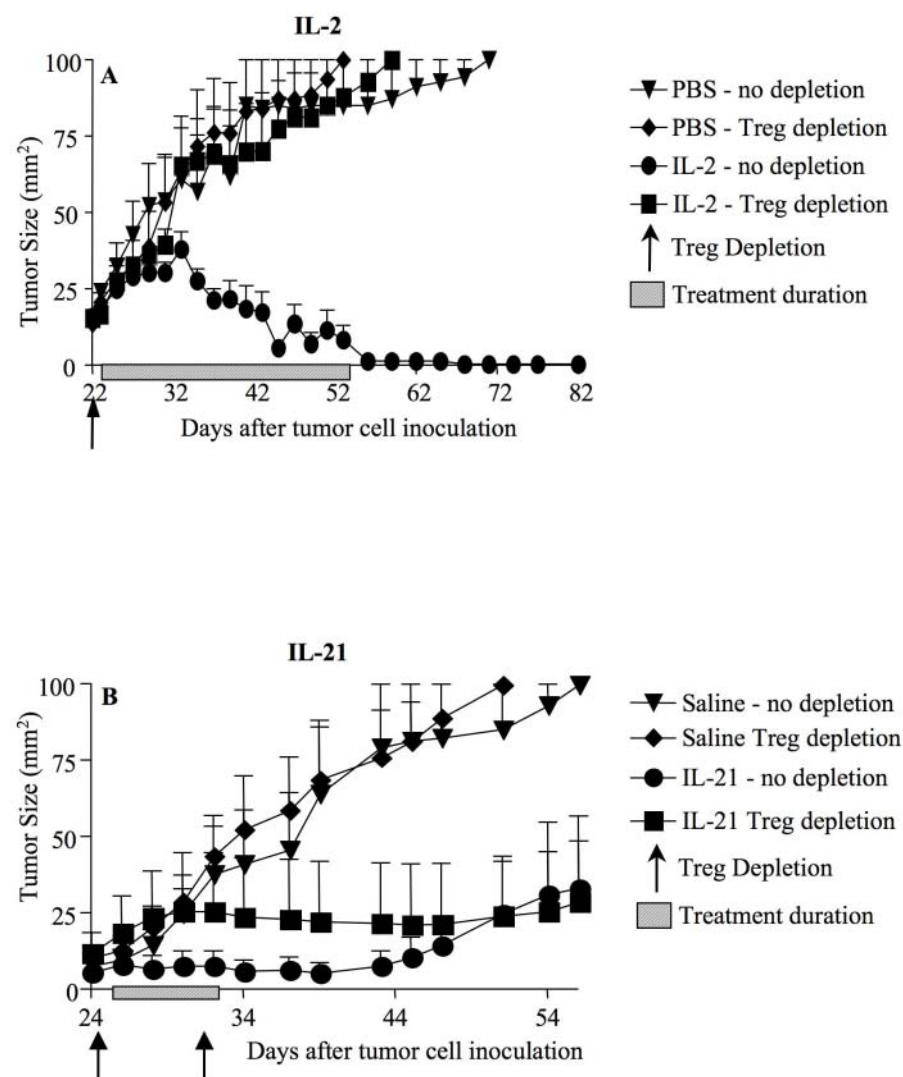 IL-2
A
100
75
50
25
0
Tumor Size (mm²)
22 32 42 52 62 72 82
Days after tumor cell inoculation
PBS - no depletion
PBS - Treg depletion
IL-2 - no depletion
IL-2 - Treg depletion
Treg Depletion
Treatment duration
IL-21
B
100
75
50
25
0
Tumor Size (mm²)
24 34 44 54
Days after tumor cell inoculation
Saline - no depletion
Saline Treg depletion
IL-21 - no depletion
IL-21 Treg depletion
Treg Depletion
Treatment duration